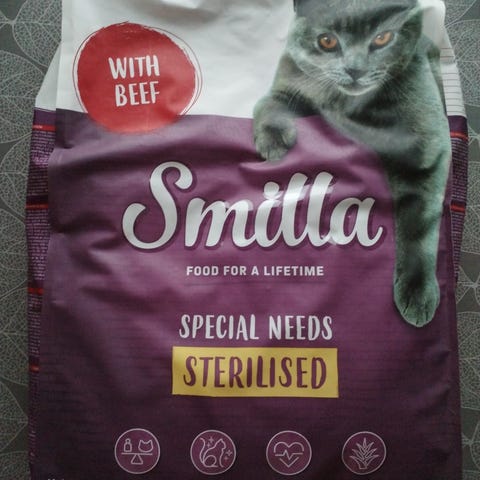 WITH
BEEF
Smilla
FOOD FOR A LIFETIME
SPECIAL NEEDS
STERILISED